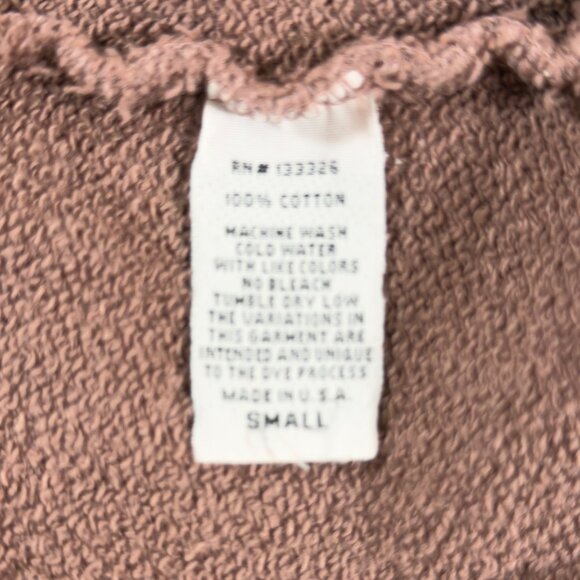 RN# 133326
100% COTTON
MACHINE WASH
COLD WATER
WITH LIKE COLORS
NO BLEACH
TUMBLE DRY LOW
THE VARIATIONS IN
THIS GARMENT ARE
INTENDED AND UNIQUE
TO THE DYE PROCESS
MADE IN U.S.A.
SMALL